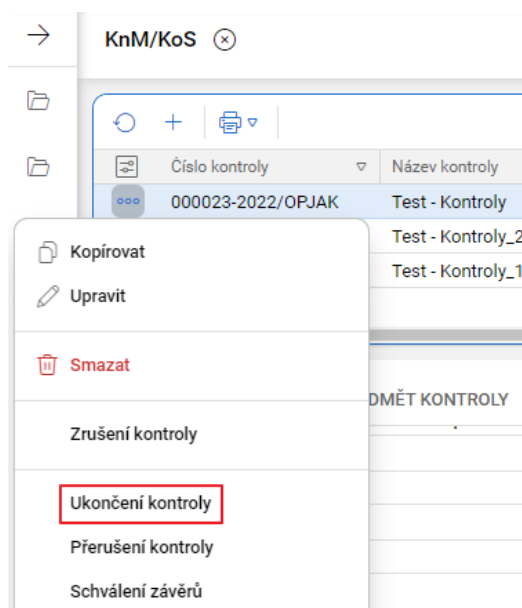 KnM/KoS
Číslo kontroly Název kontroly
000023-2022/OPJAK Test - Kontroly
Test - Kontroly_2
Test - Kontroly_1
Kopírovat
Upravit
Smazat
DMĚT KONTROLY
Zrušení kontroly
Ukončení kontroly
Přerušení kontroly
Schválení závěrů